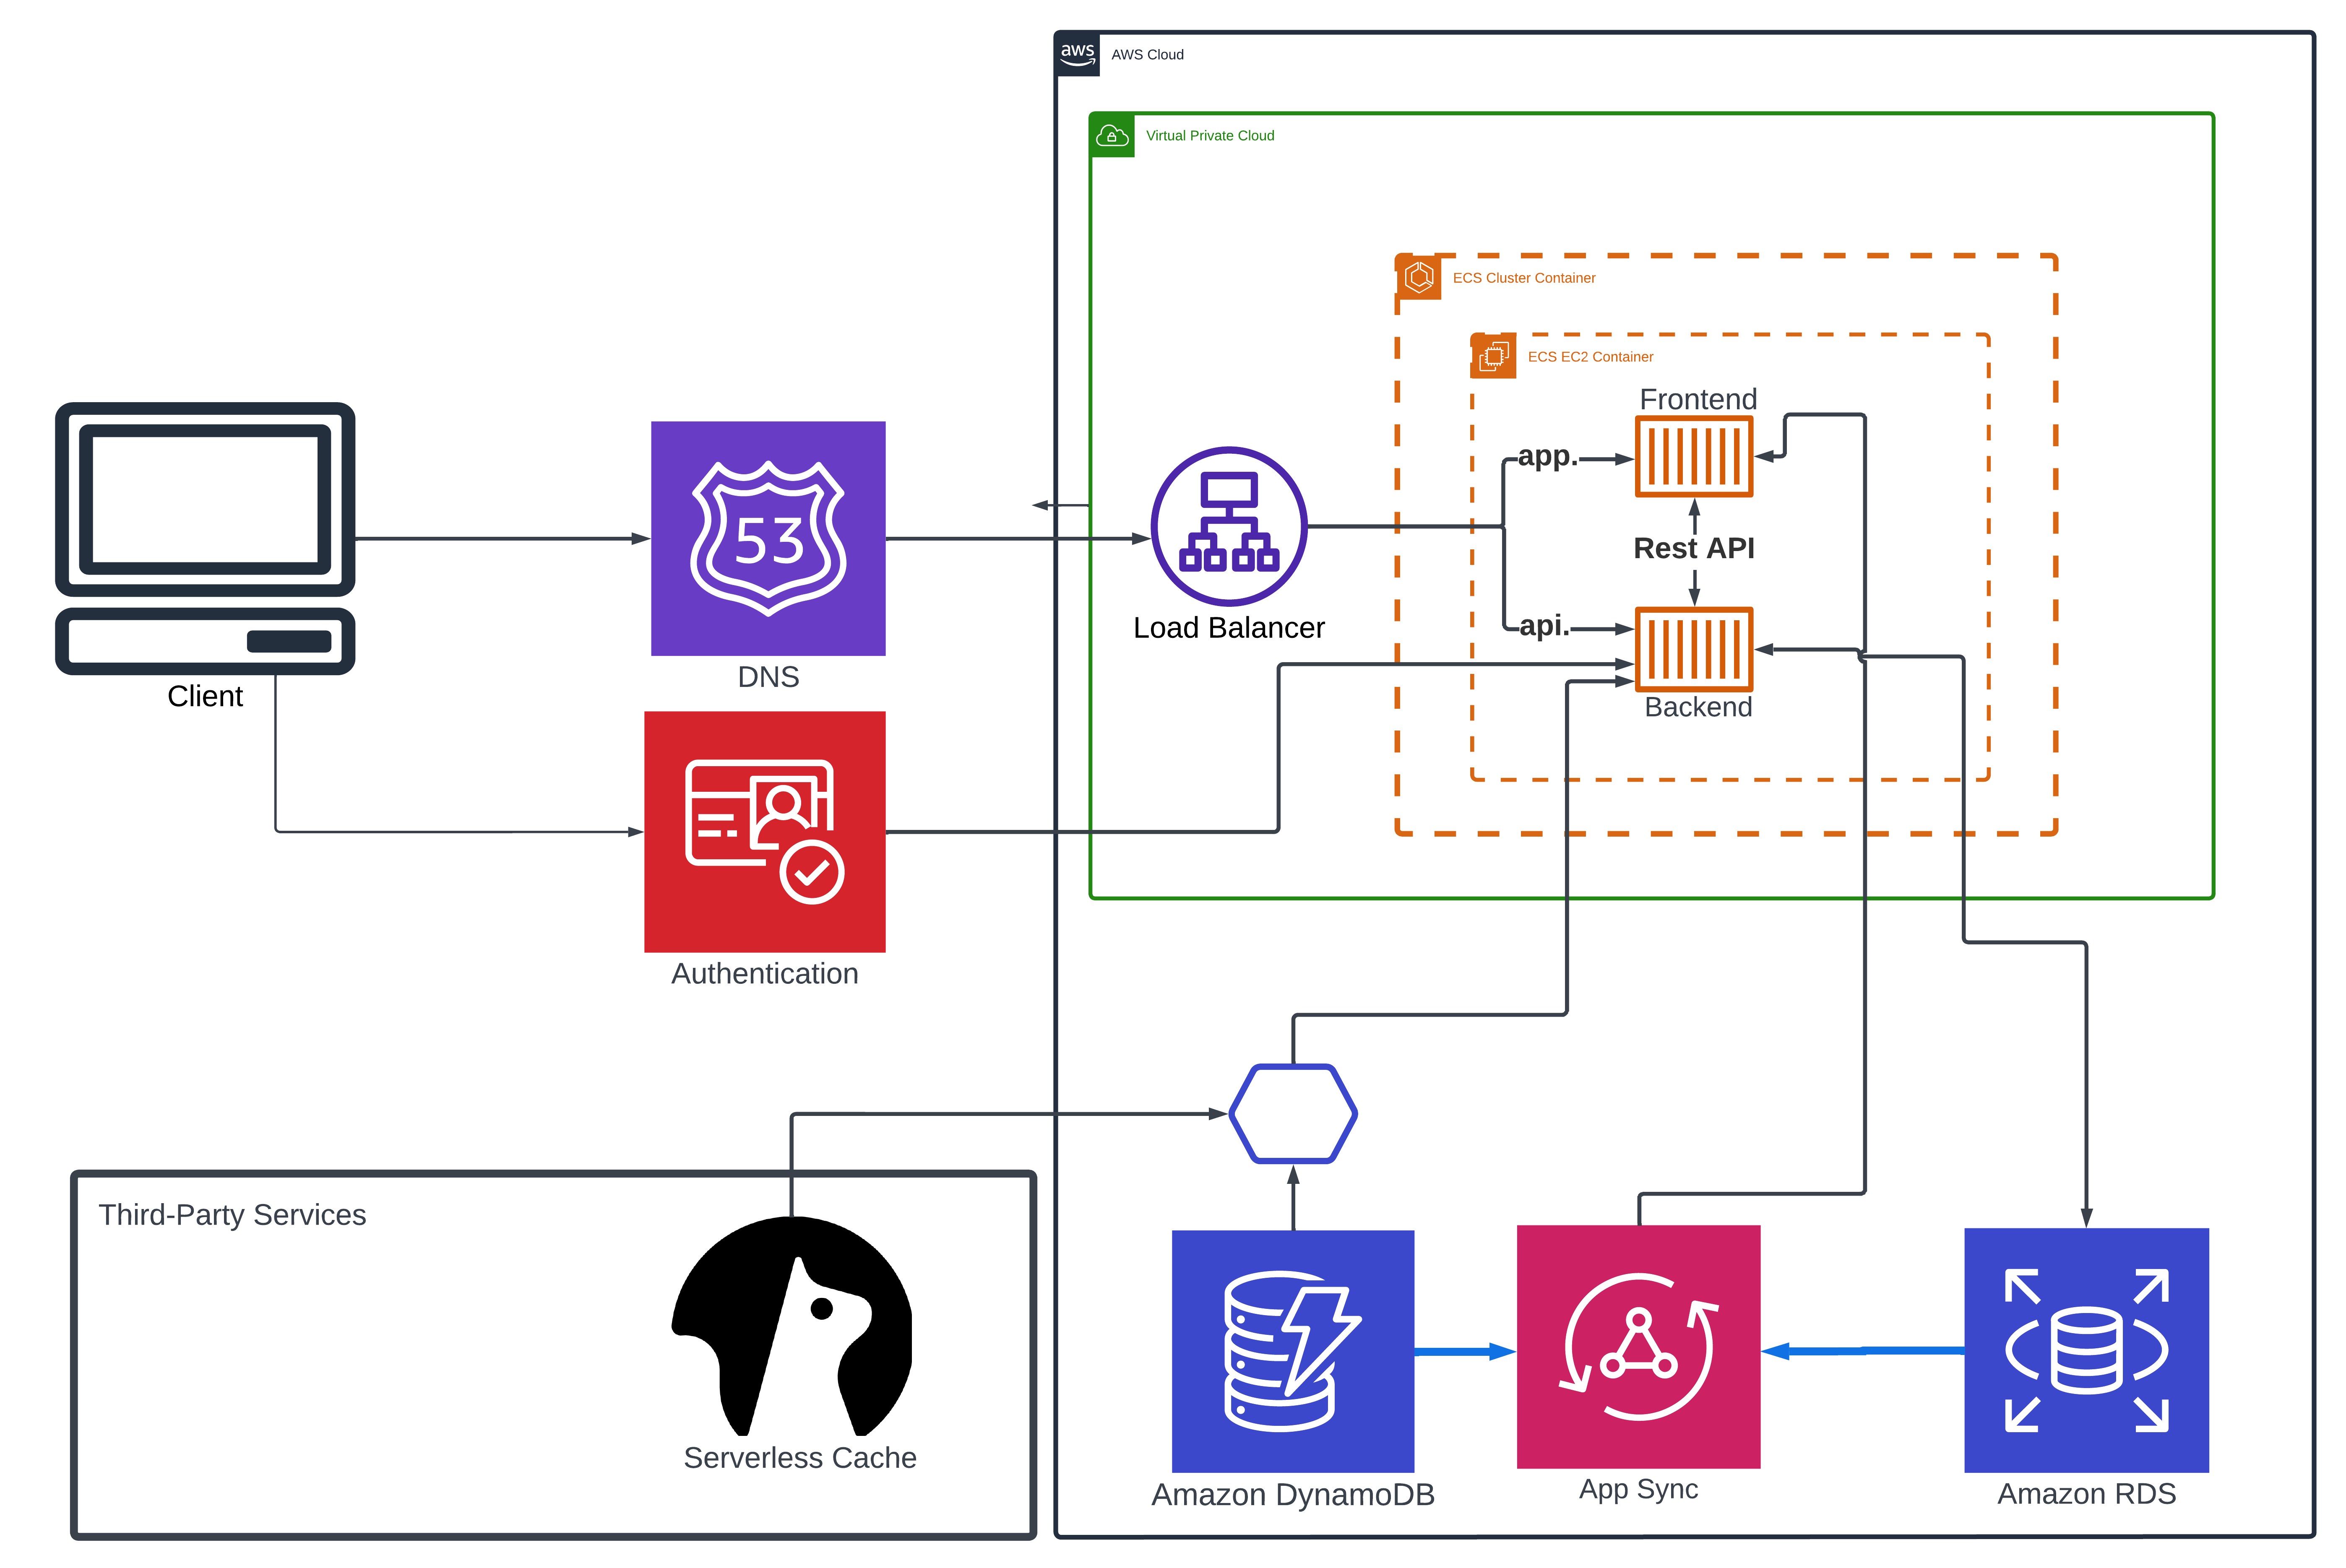 aws
AWS Cloud
Virtual Private Cloud
ECS Cluster Container
ECS EC2 Container
Frontend
app.
53
Rest API
Load Balancer
api.
DNS
Client
Backend
Authentication
Third-Party Services
Serverless Cache
Amazon DynamoDB
App Sync
Amazon RDS